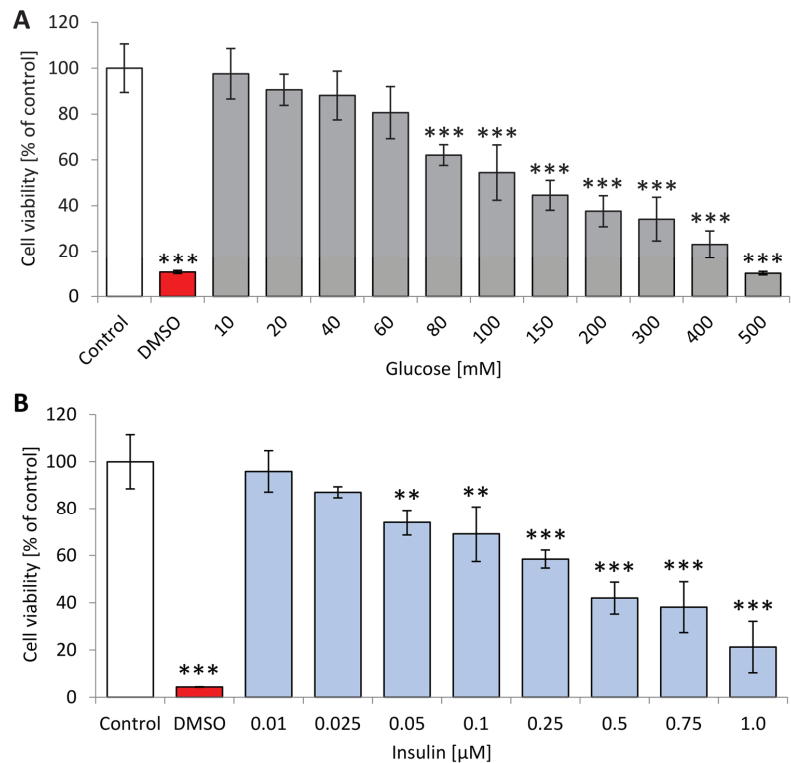 A
Cell viability [% of control]
120
100
80
60
40
20
0
*** *** *** *** *** *** *** ***
Control DMSO 10 20 40 60 80 100 150 200 300 400 500
Glucose [mM]
B
Cell viability [% of control]
120
100
80
60
40
20
0
*** ** ** *** *** *** ***
Control DMSO 0.01 0.025 0.05 0.1 0.25 0.5 0.75 1.0
Insulin [µM]